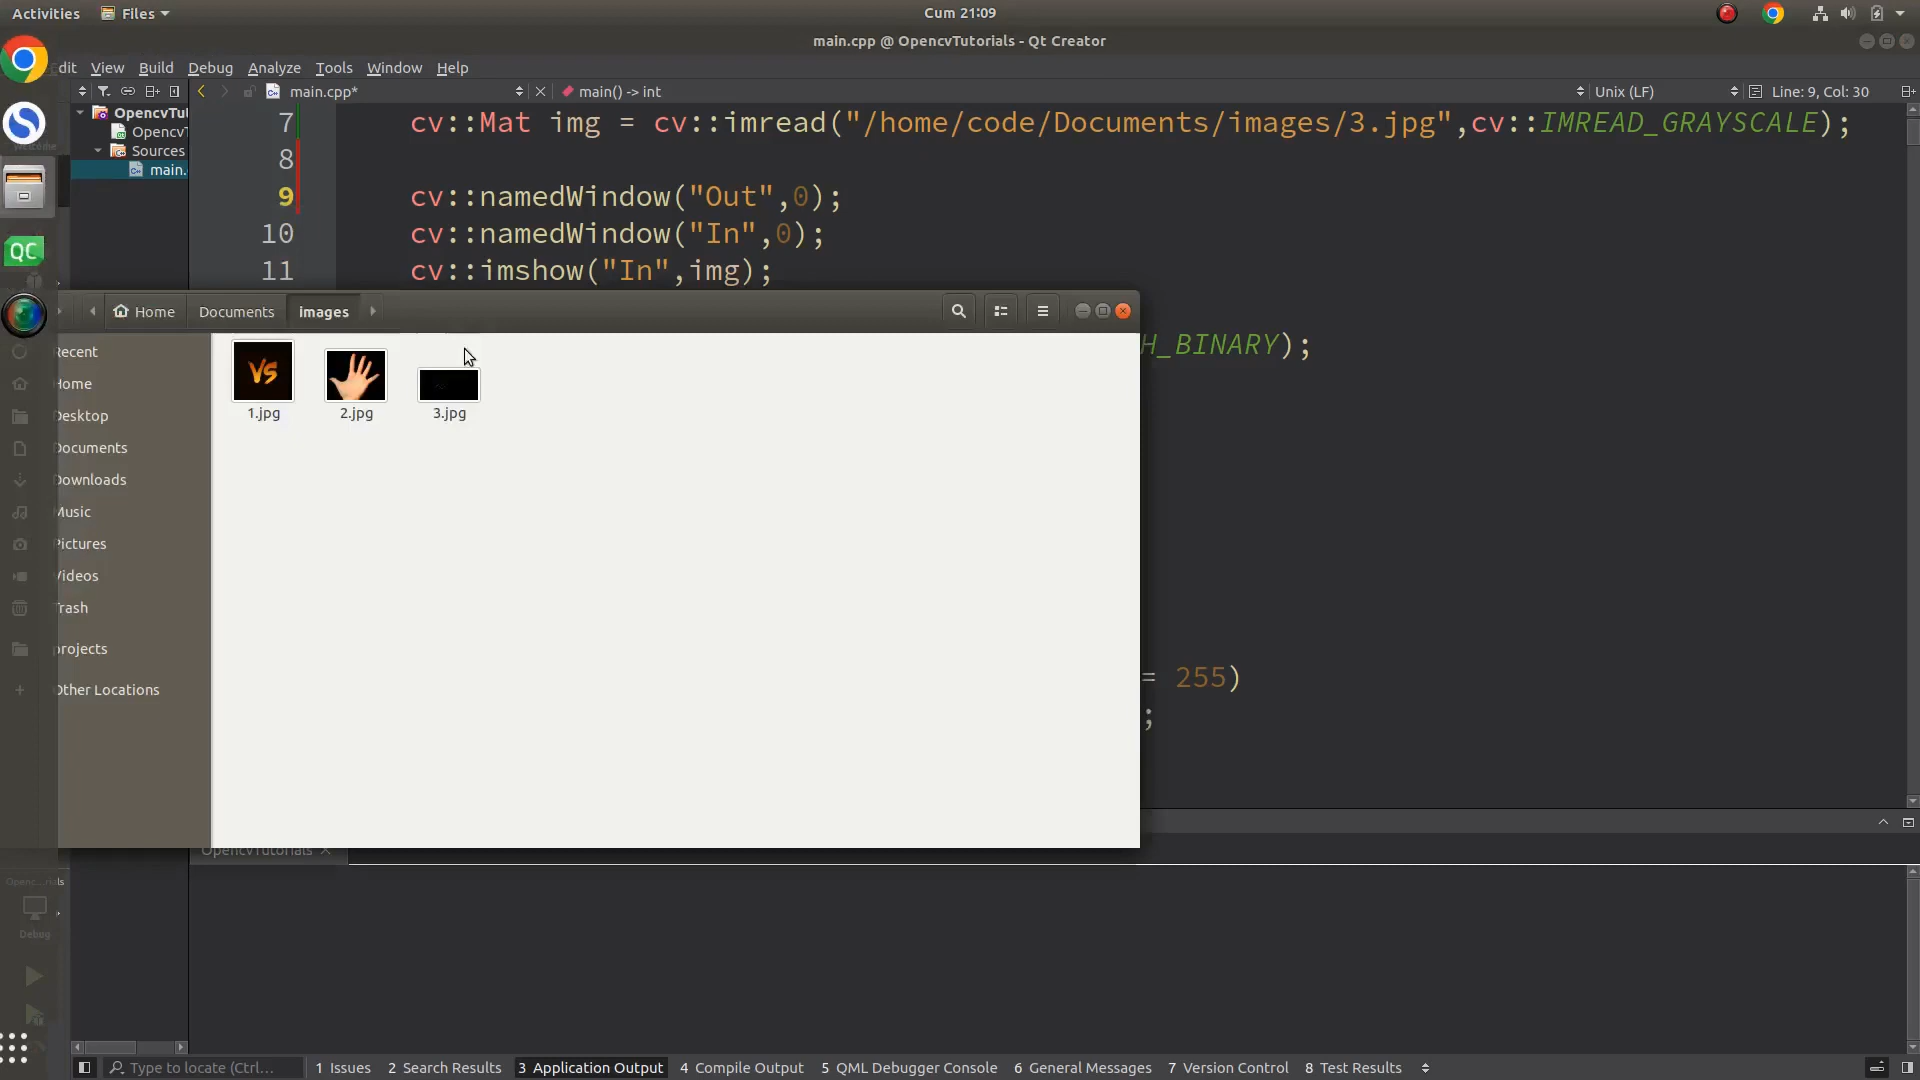 Activities Files Cum 21:09
main.cpp @ OpencvTutorials - Qt Creator
dit View Build Debug Analyze Tools Window Help
main.cpp* main() -> int Unix (LF) Line: 9, Col: 30
OpencvTut
OpencvT
Sources
main.
7 cv::Mat img = cv::imread("/home/code/Documents/images/3.jpg",cv::IMREAD_GRAYSCALE);
8
9 cv::namedWindow("Out",0);
10 cv::namedWindow("In",0);
11 cv::imshow("In",img);
Home Documents images
H_BINARY);
Recent
Home
Desktop
Documents
Downloads
Music
Pictures
Videos
Trash
projects
Other Locations
VS
1.jpg 2.jpg 3.jpg
= 255)
;
OpencvTutorials
Openc...rials
Debug
QC
Welcome
Type to locate (Ctrl... 1 Issues 2 Search Results 3 Application Output 4 Compile Output 5 QML Debugger Console 6 General Messages 7 Version Control 8 Test Results